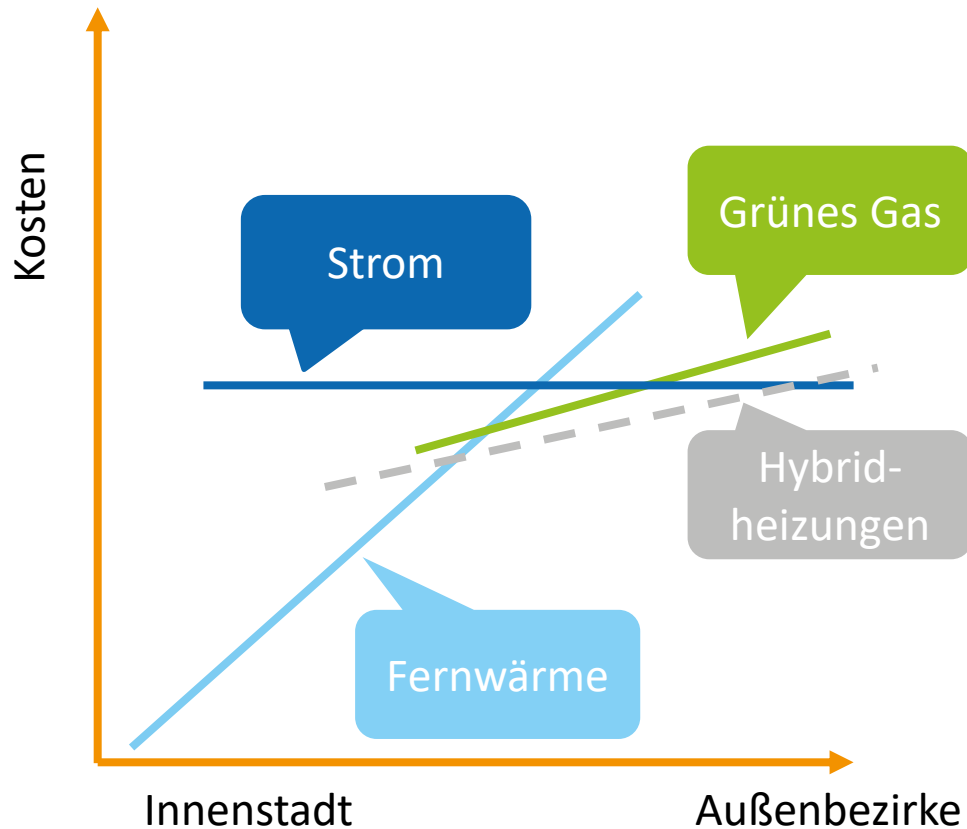 Kosten
Grünes Gas
Strom
Hybrid-
heizungen
Fernwärme
Innenstadt
Außenbezirke